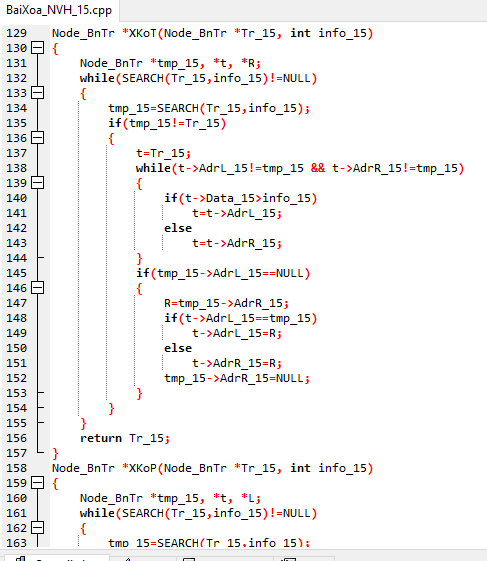 BaiXoa_NVH_15.cpp
129 Node_BnTr *XKoT(Node_BnTr *Tr_15, int info_15)
130 {
131 Node_BnTr *tmp_15, *t, *R;
132 while(SEARCH(Tr_15,info_15)!=NULL)
133 {
134 tmp_15=SEARCH(Tr_15,info_15);
135 if(tmp_15!=Tr_15)
136 {
137 t=Tr_15;
138 while(t->AdrL_15!=tmp_15 && t->AdrR_15!=tmp_15)
139 {
140 if(t->Data_15>info_15)
141 t=t->AdrL_15;
142 else
143 t=t->AdrR_15;
144 }
145 if(tmp_15->AdrL_15==NULL)
146 {
147 R=tmp_15->AdrR_15;
148 if(t->AdrL_15==tmp_15)
149 t->AdrL_15=R;
150 else
151 t->AdrR_15=R;
152 tmp_15->AdrR_15=NULL;
153 }
154 }
155 }
156 return Tr_15;
157 }
158 Node_BnTr *XKoP(Node_BnTr *Tr_15, int info_15)
159 {
160 Node_BnTr *tmp_15, *t, *L;
161 while(SEARCH(Tr_15,info_15)!=NULL)
162 {
163 tmp_15=SEARCH(Tr_15,info_15);